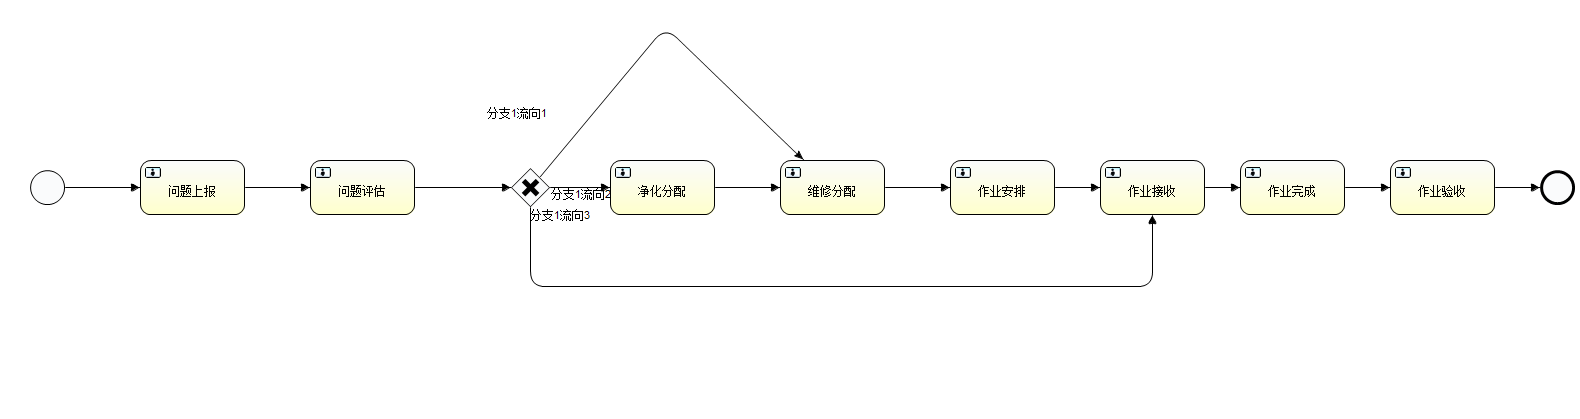 分支1流向1
问题上报
问题评估
分支1流向2
净化分配
维修分配
作业安排
作业接收
作业完成
作业验收
分支1流向3